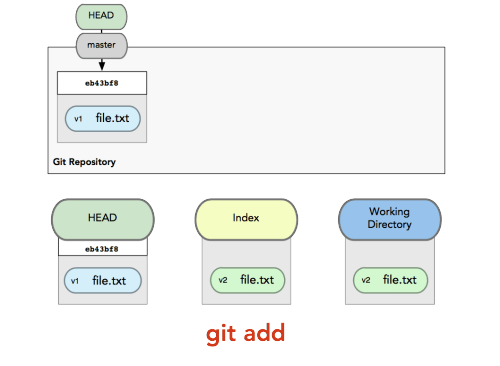 HEAD
master
eb43bf8
v1 file.txt
Git Repository
HEAD
eb43bf8
v1 file.txt
Index
v2 file.txt
Working
Directory
v2 file.txt
git add